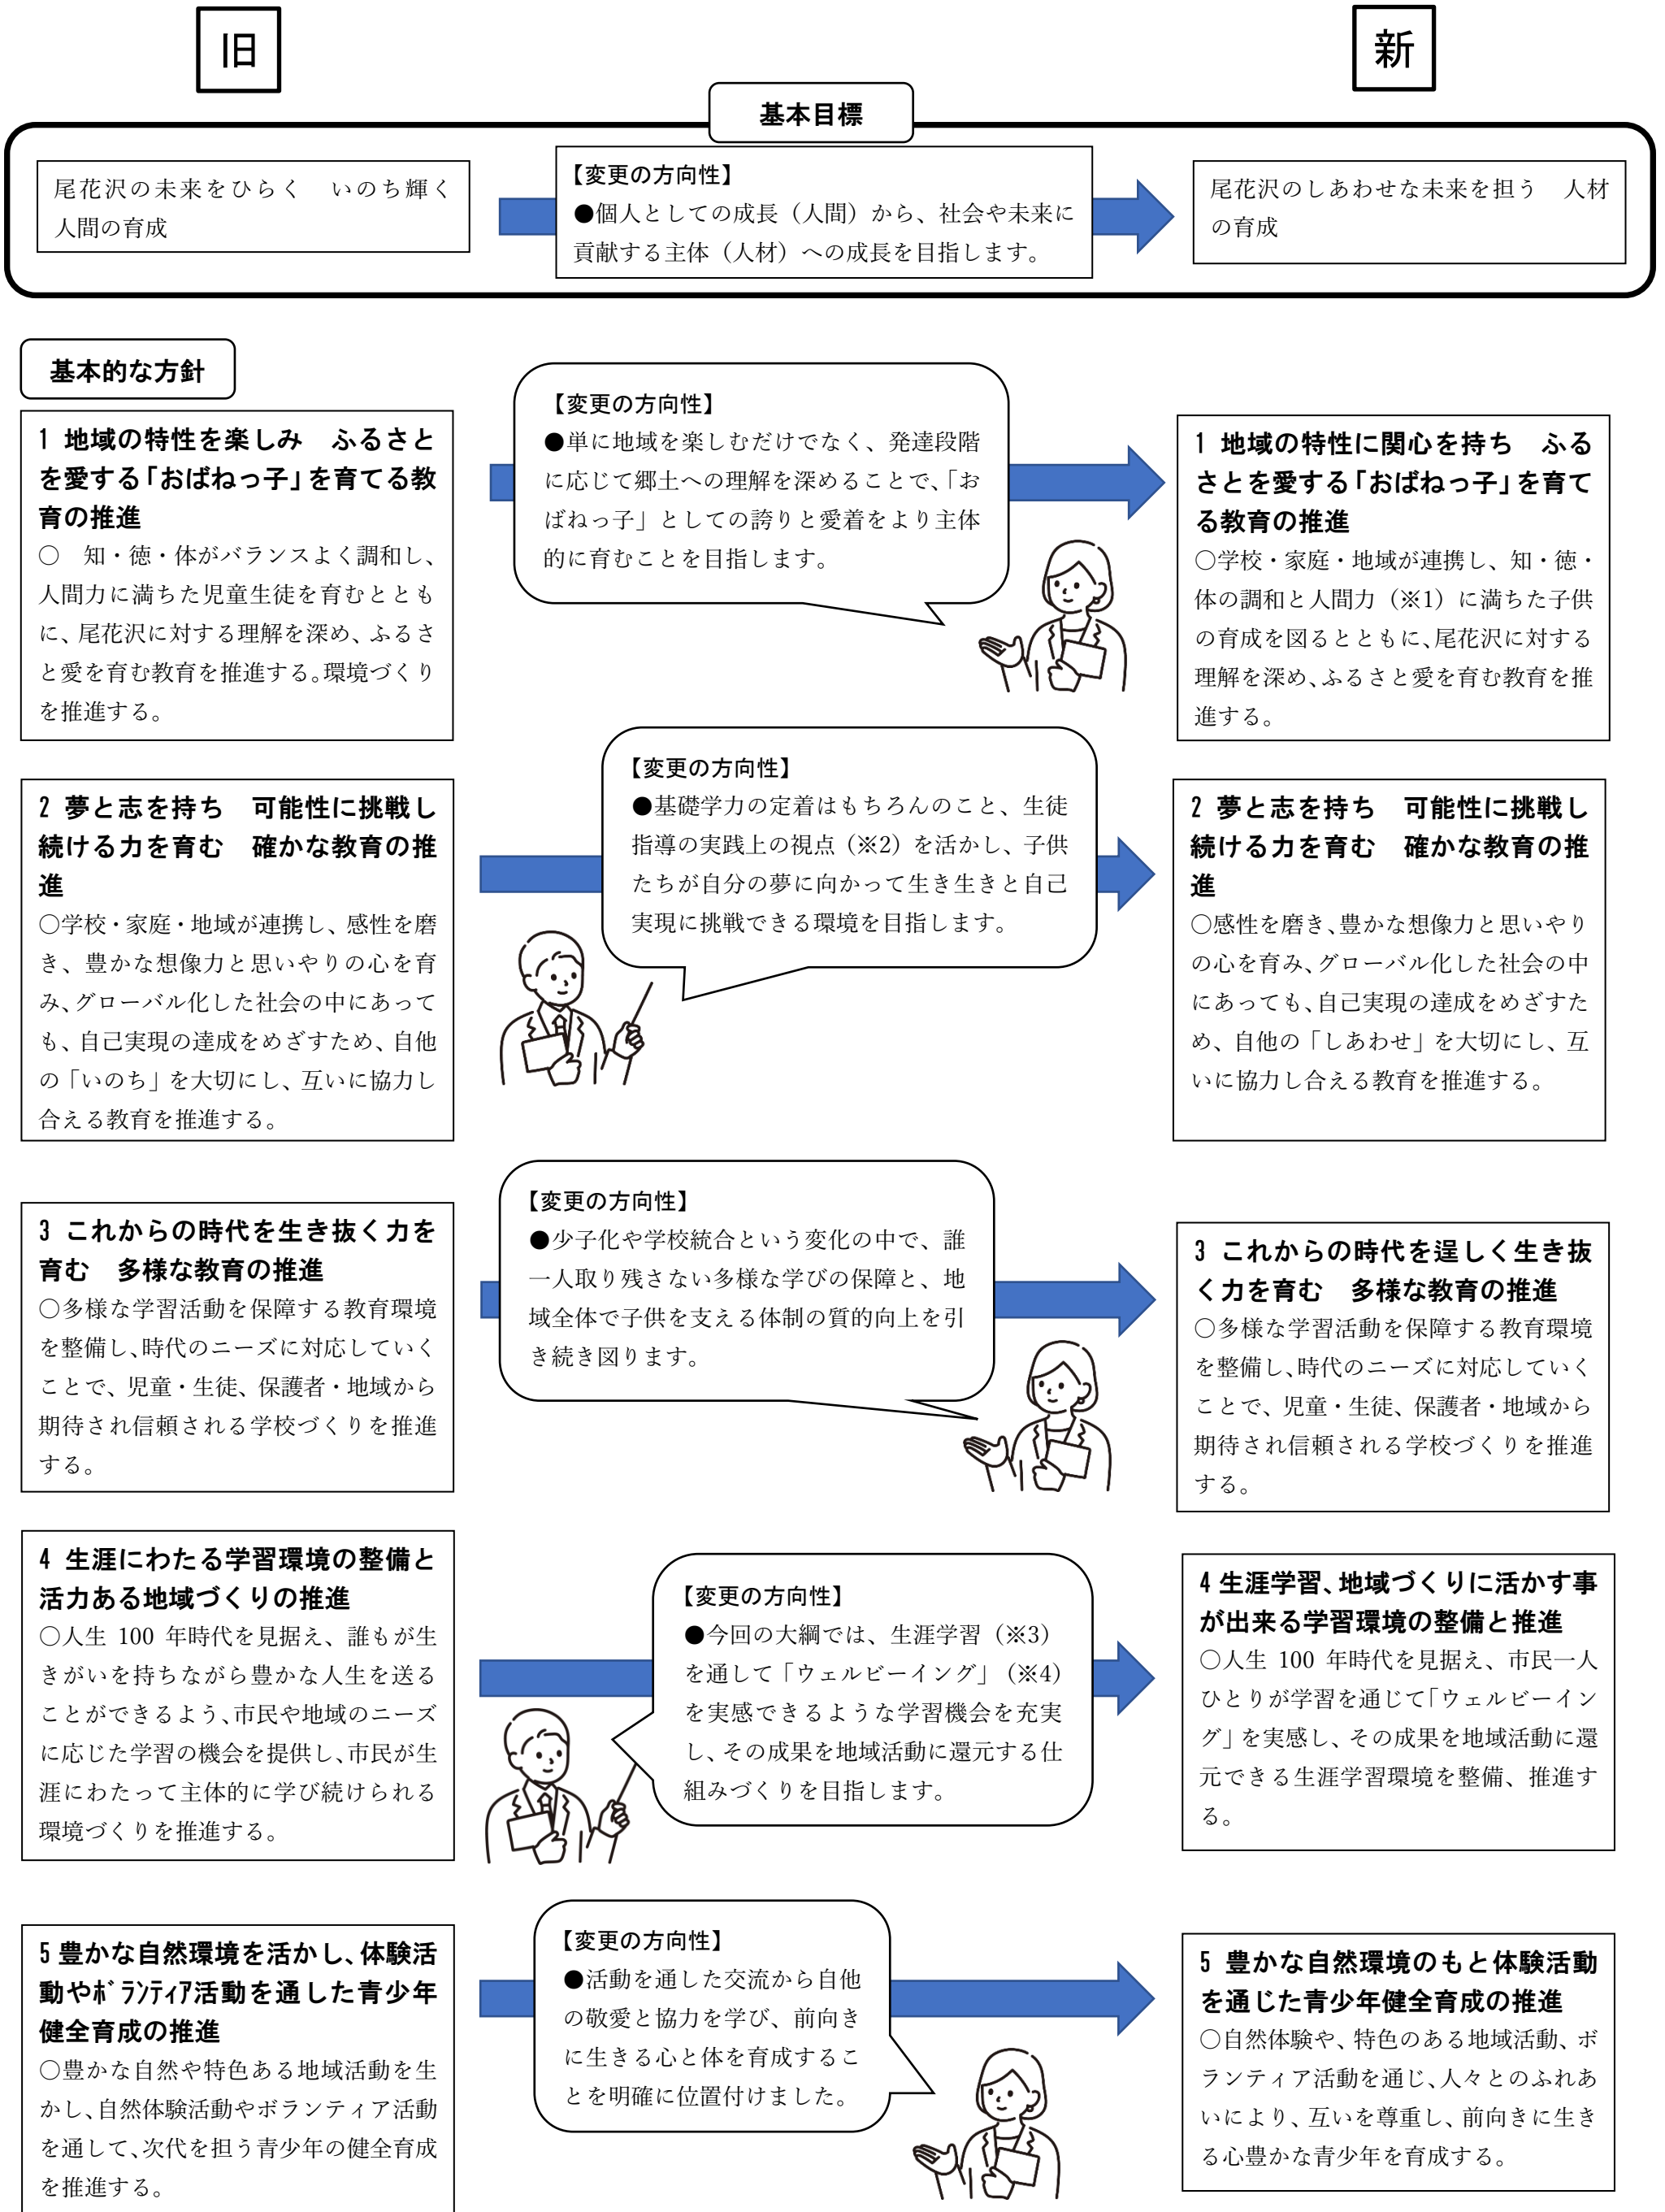 旧
新
基本目標
尾花沢の未来をひらく　いのち輝く
人間の育成
【変更の方向性】
●個人としての成長（人間）から、社会や未来に
貢献する主体（人材）への成長を目指します。
尾花沢のしあわせな未来を担う　人材
の育成
基本的な方針
1 地域の特性を楽しみ　ふるさと
を愛する「おばねっ子」を育てる教
育の推進
○　知・徳・体がバランスよく調和し、
人間力に満ちた児童生徒を育むととも
に、尾花沢に対する理解を深め、ふるさ
と愛を育む教育を推進する。環境づくり
を推進する。
【変更の方向性】
●単に地域を楽しむだけでなく、発達段階
に応じて郷土への理解を深めることで、「お
ばねっ子」としての誇りと愛着をより主体
的に育むことを目指します。
1 地域の特性に関心を持ち　ふる
さとを愛する「おばねっ子」を育て
る教育の推進
○学校・家庭・地域が連携し、知・徳・
体の調和と人間力（※1）に満ちた子供
の育成を図るとともに、尾花沢に対する
理解を深め、ふるさと愛を育む教育を推
進する。
2 夢と志を持ち　可能性に挑戦し
続ける力を育む　確かな教育の推
進
○学校・家庭・地域が連携し、感性を磨
き、豊かな想像力と思いやりの心を育
み、グローバル化した社会の中にあって
も、自己実現の達成をめざすため、自他
の「いのち」を大切にし、互いに協力し
合える教育を推進する。
【変更の方向性】
●基礎学力の定着はもちろんのこと、生徒
指導の実践上の視点（※2）を活かし、子供
たちが自分の夢に向かって生き生きと自己
実現に挑戦できる環境を目指します。
2 夢と志を持ち　可能性に挑戦し
続ける力を育む　確かな教育の推
進
○感性を磨き、豊かな想像力と思いやり
の心を育み、グローバル化した社会の中
にあっても、自己実現の達成をめざすた
め、自他の「しあわせ」を大切にし、互
いに協力し合える教育を推進する。
3 これからの時代を生き抜く力を
育む　多様な教育の推進
○多様な学習活動を保障する教育環境
を整備し、時代のニーズに対応していく
ことで、児童・生徒、保護者・地域から
期待され信頼される学校づくりを推進
する。
【変更の方向性】
●少子化や学校統合という変化の中で、誰
一人取り残さない多様な学びの保障と、地
域全体で子供を支える体制の質的向上を引
き続き図ります。
3 これからの時代を逞しく生き抜
く力を育む　多様な教育の推進
○多様な学習活動を保障する教育環境
を整備し、時代のニーズに対応していく
ことで、児童・生徒、保護者・地域から
期待され信頼される学校づくりを推進
する。
4 生涯にわたる学習環境の整備と
活力ある地域づくりの推進
○人生 100 年時代を見据え、誰もが生
きがいを持ちながら豊かな人生を送る
ことができるよう、市民や地域のニーズ
に応じた学習の機会を提供し、市民が生
涯にわたって主体的に学び続けられる
環境づくりを推進する。
【変更の方向性】
●今回の大綱では、生涯学習（※3）
を通して「ウェルビーイング」（※4）
を実感できるような学習機会を充実
し、その成果を地域活動に還元する仕
組みづくりを目指します。
4 生涯学習、地域づくりに活かす事
が出来る学習環境の整備と推進
○人生 100 年時代を見据え、市民一人
ひとりが学習を通じて「ウェルビーイン
グ」を実感し、その成果を地域活動に還
元できる生涯学習環境を整備、推進す
る。
5 豊かな自然環境を活かし、体験活
動やﾎﾞﾗﾝﾃｨｱ活動を通した青少年
健全育成の推進
○豊かな自然や特色ある地域活動を生
かし、自然体験活動やボランティア活動
を通して、次代を担う青少年の健全育成
を推進する。
【変更の方向性】
●活動を通した交流から自他
の敬愛と協力を学び、前向き
に生きる心と体を育成するこ
とを明確に位置付けました。
5 豊かな自然環境のもと体験活動
を通じた青少年健全育成の推進
○自然体験や、特色のある地域活動、ボ
ランティア活動を通じ、人々とのふれあ
いにより、互いを尊重し、前向きに生き
る心豊かな青少年を育成する。